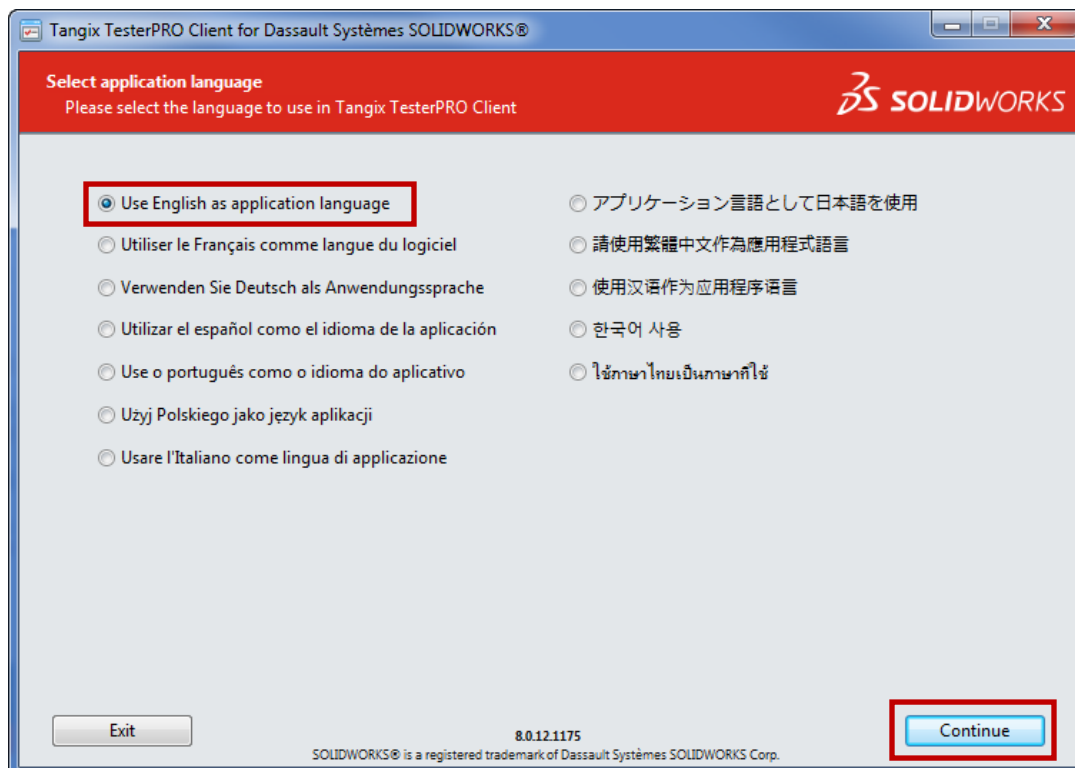 Tangix TesterPRO Client for Dassault Systèmes SOLIDWORKS®
Select application language
Please select the language to use in Tangix TesterPRO Client
SOLIDWORKS
Use English as application language
Utiliser le Français comme langue du logiciel
Verwenden Sie Deutsch als Anwendungssprache
Utilizar el español como el idioma de la aplicación
Use o português como o idioma do aplicativo
Użyj Polskiego jako język aplikacji
Usare l'Italiano come lingua di applicazione
アプリケーション言語として日本語を使用
請使用繁體中文作為應用程式語言
使用汉语作为应用程序语言
한국어 사용
ใช้ภาษาไทยเป็นภาษาที่ใช้
Exit
8.0.12.1175
Continue
SOLIDWORKS® is a registered trademark of Dassault Systèmes SOLIDWORKS Corp.